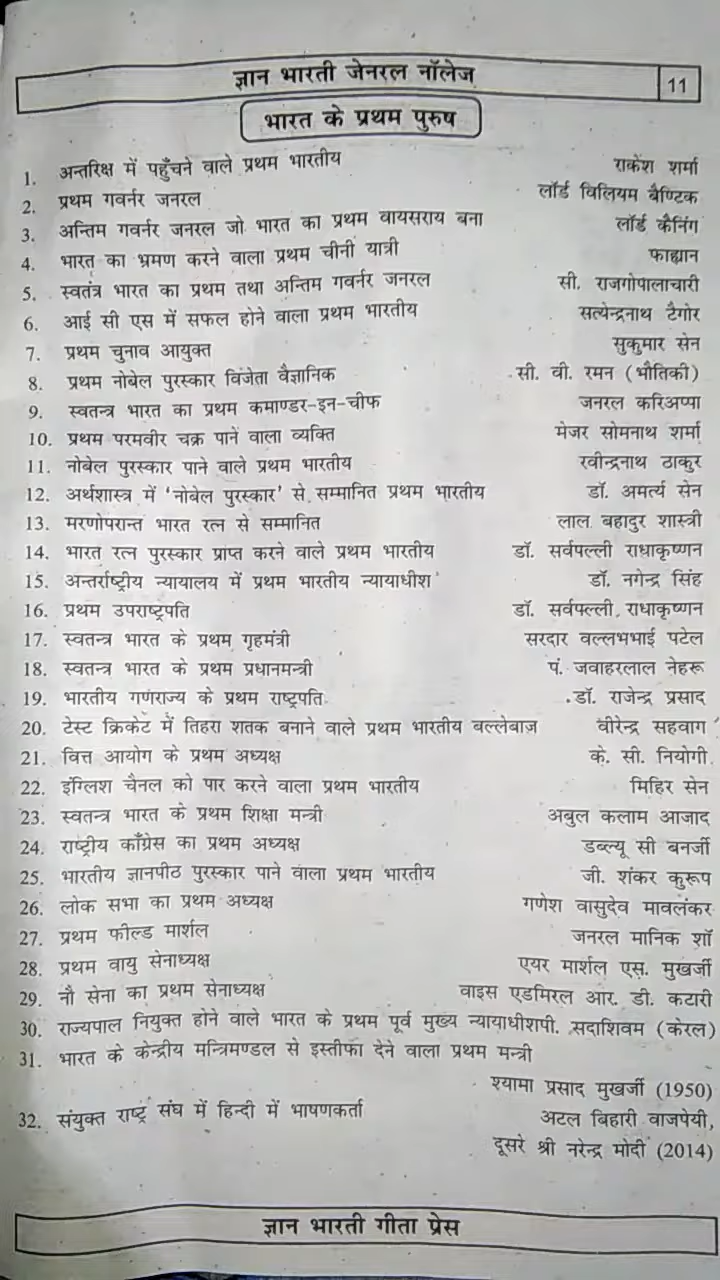 ज्ञान भारती जेनरल नॉलेज 11
भारत के प्रथम पुरुष
1. अन्तरिक्ष में पहुँचने वाले प्रथम भारतीय राकेश शर्मा
2. प्रथम गवर्नर जनरल लॉर्ड विलियम बैण्टिक
3. अन्तिम गवर्नर जनरल जो भारत का प्रथम वायसराय बना लॉर्ड कैनिंग
4. भारत का भ्रमण करने वाला प्रथम चीनी यात्री फाह्यान
5. स्वतंत्र भारत का प्रथम तथा अन्तिम गवर्नर जनरल सी. राजगोपालाचारी
6. आई सी एस में सफल होने वाला प्रथम भारतीय सत्येन्द्रनाथ टैगोर
7. प्रथम चुनाव आयुक्त सुकुमार सेन
8. प्रथम नोबेल पुरस्कार विजेता वैज्ञानिक सी. वी. रमन (भौतिकी)
9. स्वतन्त्र भारत का प्रथम कमाण्डर-इन-चीफ जनरल करिअप्पा
10. प्रथम परमवीर चक्र पाने वाला व्यक्ति मेजर सोमनाथ शर्मा
11. नोबेल पुरस्कार पाने वाले प्रथम भारतीय रवीन्द्रनाथ ठाकुर
12. अर्थशास्त्र में 'नोबेल पुरस्कार' से सम्मानित प्रथम भारतीय डॉ. अमर्त्य सेन
13. मरणोपरान्त भारत रत्न से सम्मानित लाल बहादुर शास्त्री
14. भारत रत्न पुरस्कार प्राप्त करने वाले प्रथम भारतीय डॉ. सर्वपल्ली राधाकृष्णन
15. अन्तर्राष्ट्रीय न्यायालय में प्रथम भारतीय न्यायाधीश डॉ. नगेन्द्र सिंह
16. प्रथम उपराष्ट्रपति डॉ. सर्वपल्ली राधाकृष्णन
17. स्वतन्त्र भारत के प्रथम गृहमंत्री सरदार वल्लभभाई पटेल
18. स्वतन्त्र भारत के प्रथम प्रधानमन्त्री पं. जवाहरलाल नेहरू
19. भारतीय गणराज्य के प्रथम राष्ट्रपति डॉ. राजेन्द्र प्रसाद
20. टेस्ट क्रिकेट में तिहरा शतक बनाने वाले प्रथम भारतीय बल्लेबाज़ वीरेन्द्र सहवाग
21. वित्त आयोग के प्रथम अध्यक्ष के. सी. नियोगी
22. इंग्लिश चैनल को पार करने वाला प्रथम भारतीय मिहिर सेन
23. स्वतन्त्र भारत के प्रथम शिक्षा मन्त्री अबुल कलाम आजाद
24. राष्ट्रीय काँग्रेस का प्रथम अध्यक्ष डब्ल्यू सी बनर्जी
25. भारतीय ज्ञानपीठ पुरस्कार पाने वाला प्रथम भारतीय जी. शंकर कुरूप
26. लोक सभा का प्रथम अध्यक्ष गणेश वासुदेव मावलंकर
27. प्रथम फील्ड मार्शल जनरल मानिक शॉ
28. प्रथम वायु सेनाध्यक्ष एयर मार्शल एस. मुखर्जी
29. नौ सेना का प्रथम सेनाध्यक्ष वाइस एडमिरल आर. डी. कटारी
30. राज्यपाल नियुक्त होने वाले भारत के प्रथम पूर्व मुख्य न्यायाधीशपी. सदाशिवम (केरल)
31. भारत के केन्द्रीय मन्त्रिमण्डल से इस्तीफा देने वाला प्रथम मन्त्री
श्यामा प्रसाद मुखर्जी (1950)
32. संयुक्त राष्ट्र संघ में हिन्दी में भाषणकर्ता अटल बिहारी वाजपेयी,
दूसरे श्री नरेन्द्र मोदी (2014)
ज्ञान भारती गीता प्रेस